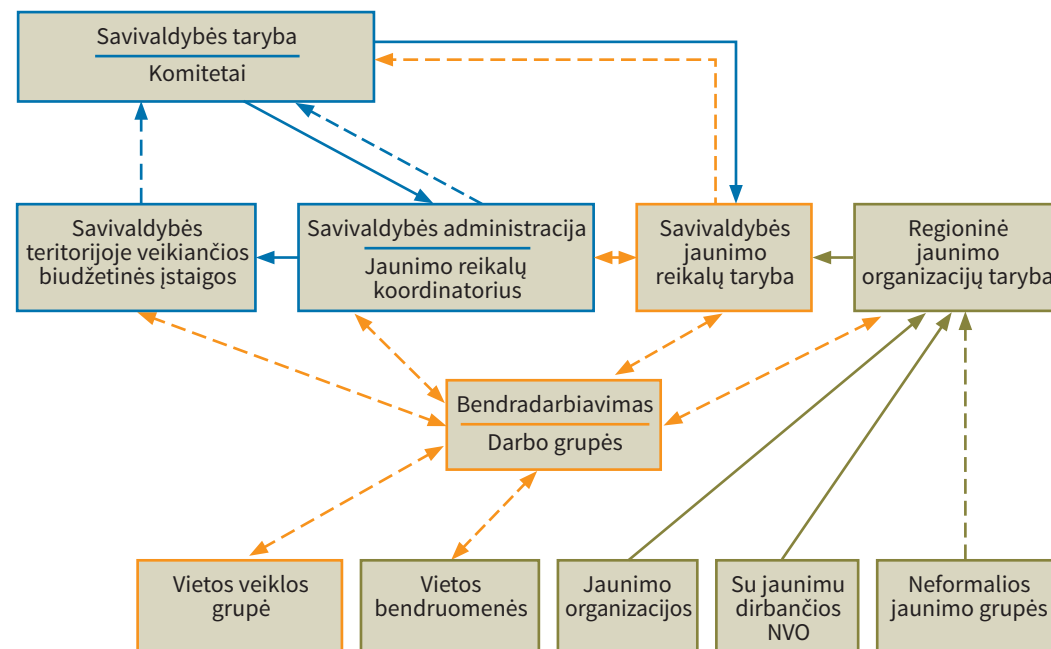 Savivaldybės taryba
Komitetai
Savivaldybės
teritorijoje veikiančios
biudžetinės įstaigos
Savivaldybės administracija
Jaunimo reikalų
koordinatorius
Savivaldybės
jaunimo
reikalų taryba
Regioninė
jaunimo
organizacijų taryba
Bendradarbiavimas
Darbo grupės
Vietos veiklos
grupė
Vietos
bendruomenės
Jaunimo
organizacijos
Su jaunimu
dirbančios
NVO
Neformalios
jaunimo grupės